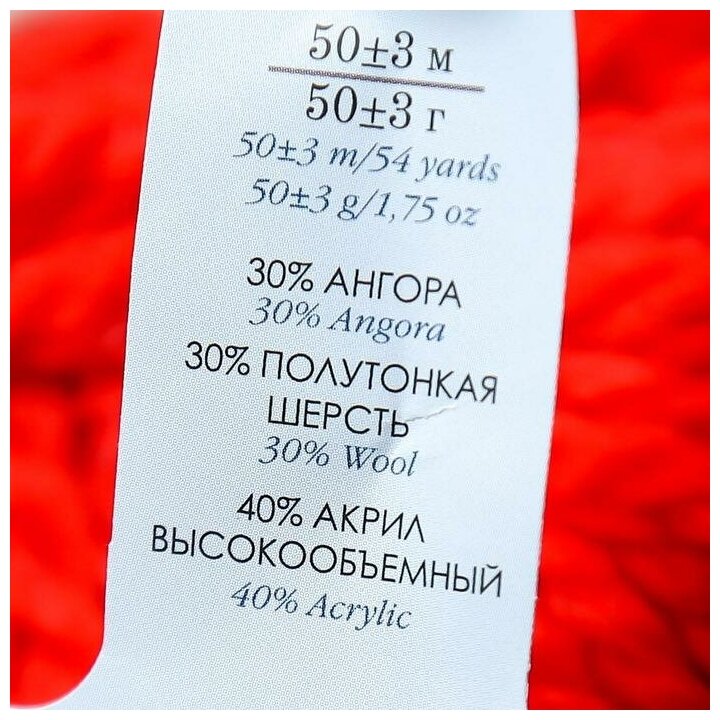 50±3 м
50±3 г
50±3 m/54 yards
50±3 g/1,75 oz
30% АНГОРА
30% Angora
30% ПОЛУТОНКАЯ
ШЕРСТЬ
30% Wool
40% АКРИЛ
ВЫСОКООБЪЕМНЫЙ
40% Acrylic